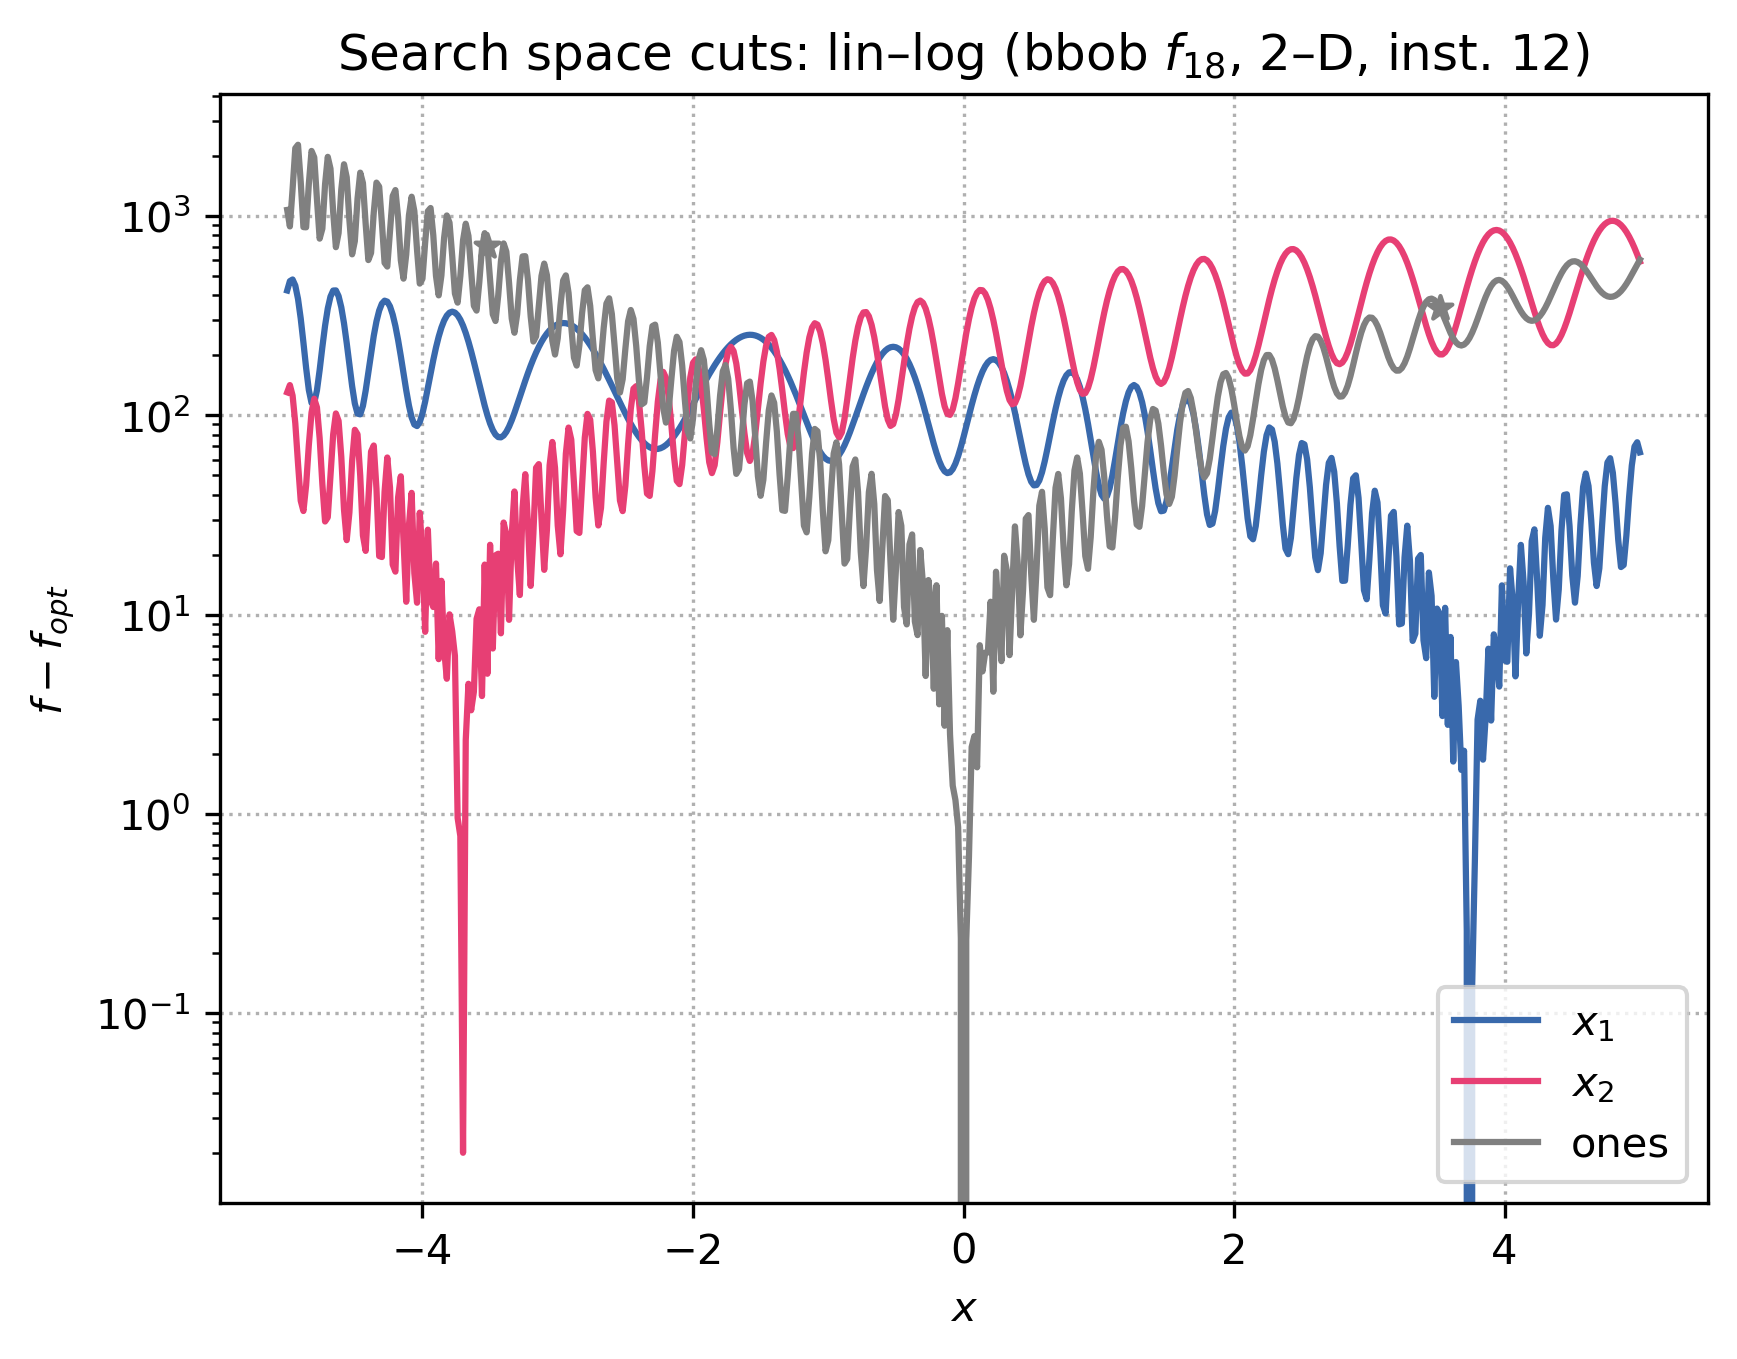 Search space cuts: lin–log (bbob f₁₈, 2–D, inst. 12)
f − f_opt
10³
10²
10¹
10⁰
10⁻¹
−4 −2 0 2 4
x
x₁
x₂
ones